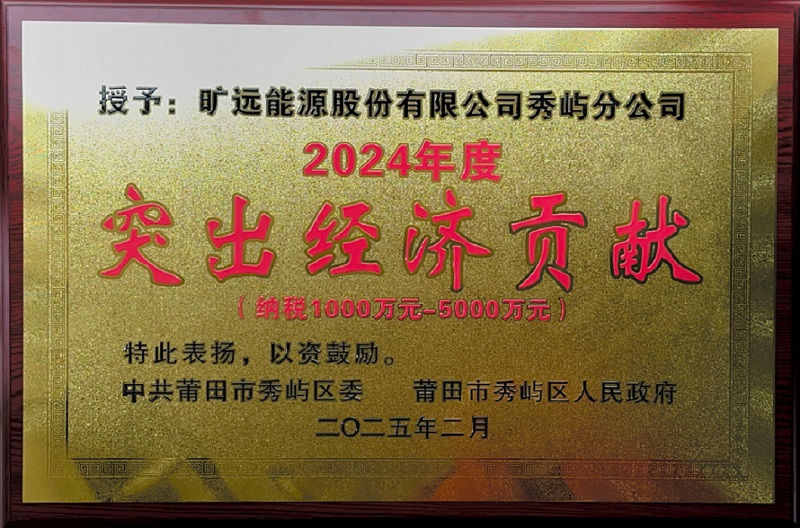 授予：旷远能源股份有限公司秀屿分公司
2024年度
突出经济贡献
（纳税1000万元-5000万元）
特此表扬，以资鼓励。
中共莆田市秀屿区委 莆田市秀屿区人民政府
二〇二五年二月